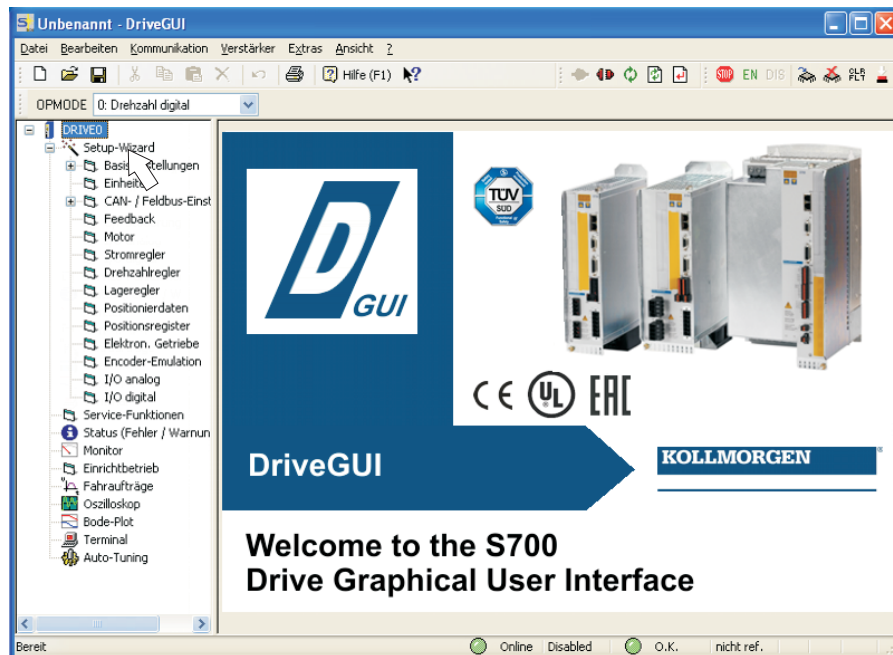 Unbenannt - DriveGUI
Datei Bearbeiten Kommunikation Verstärker Extras Ansicht ?
Hilfe (F1) STOP EN DIS CLR FLT
OPMODE 0: Drehzahl digital
DRIVE0
Setup-Wizard
Einheite
CAN- / Feldbus-Einst
Feedback
Motor
Stromregler
Drehzahlregler
Lageregler
Positionierdaten
Positionsregister
Elektron. Getriebe
Encoder-Emulation
I/O analog
I/O digital
Service-Funktionen
Status (Fehler / Warnun
Monitor
Einrichtbetrieb
Fahraufträge
Oszilloskop
Bode-Plot
Terminal
Auto-Tuning
D GUI
TÜV
SÜD
CE UL EAC
DriveGUI
KOLLMORGEN
Welcome to the S700
Drive Graphical User Interface
Bereit Online Disabled O.K. nicht ref.